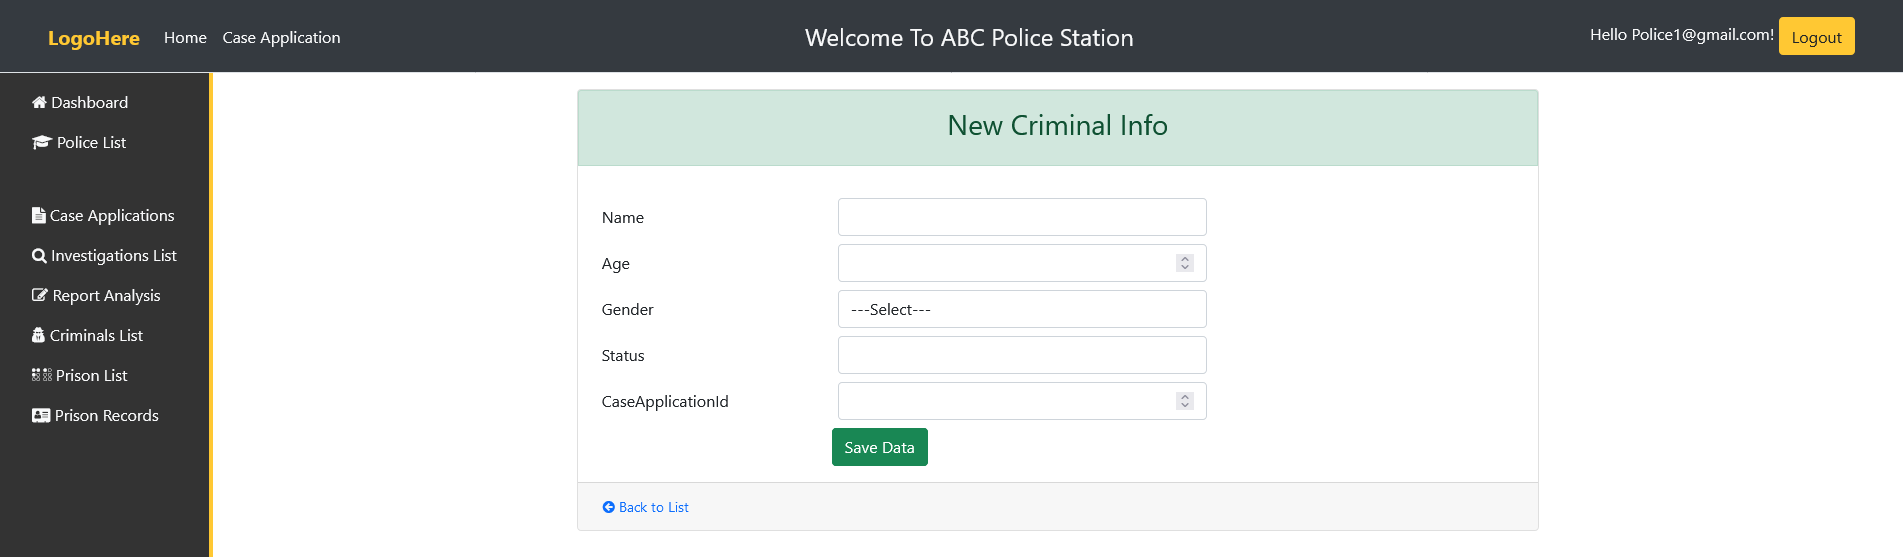 LogoHere Home Case Application Welcome To ABC Police Station Hello Police1@gmail.com! Logout
Dashboard
Police List
Case Applications
Investigations List
Report Analysis
Criminals List
Prison List
Prison Records
New Criminal Info
Name
Age
Gender ---Select---
Status
CaseApplicationId
Save Data
Back to List